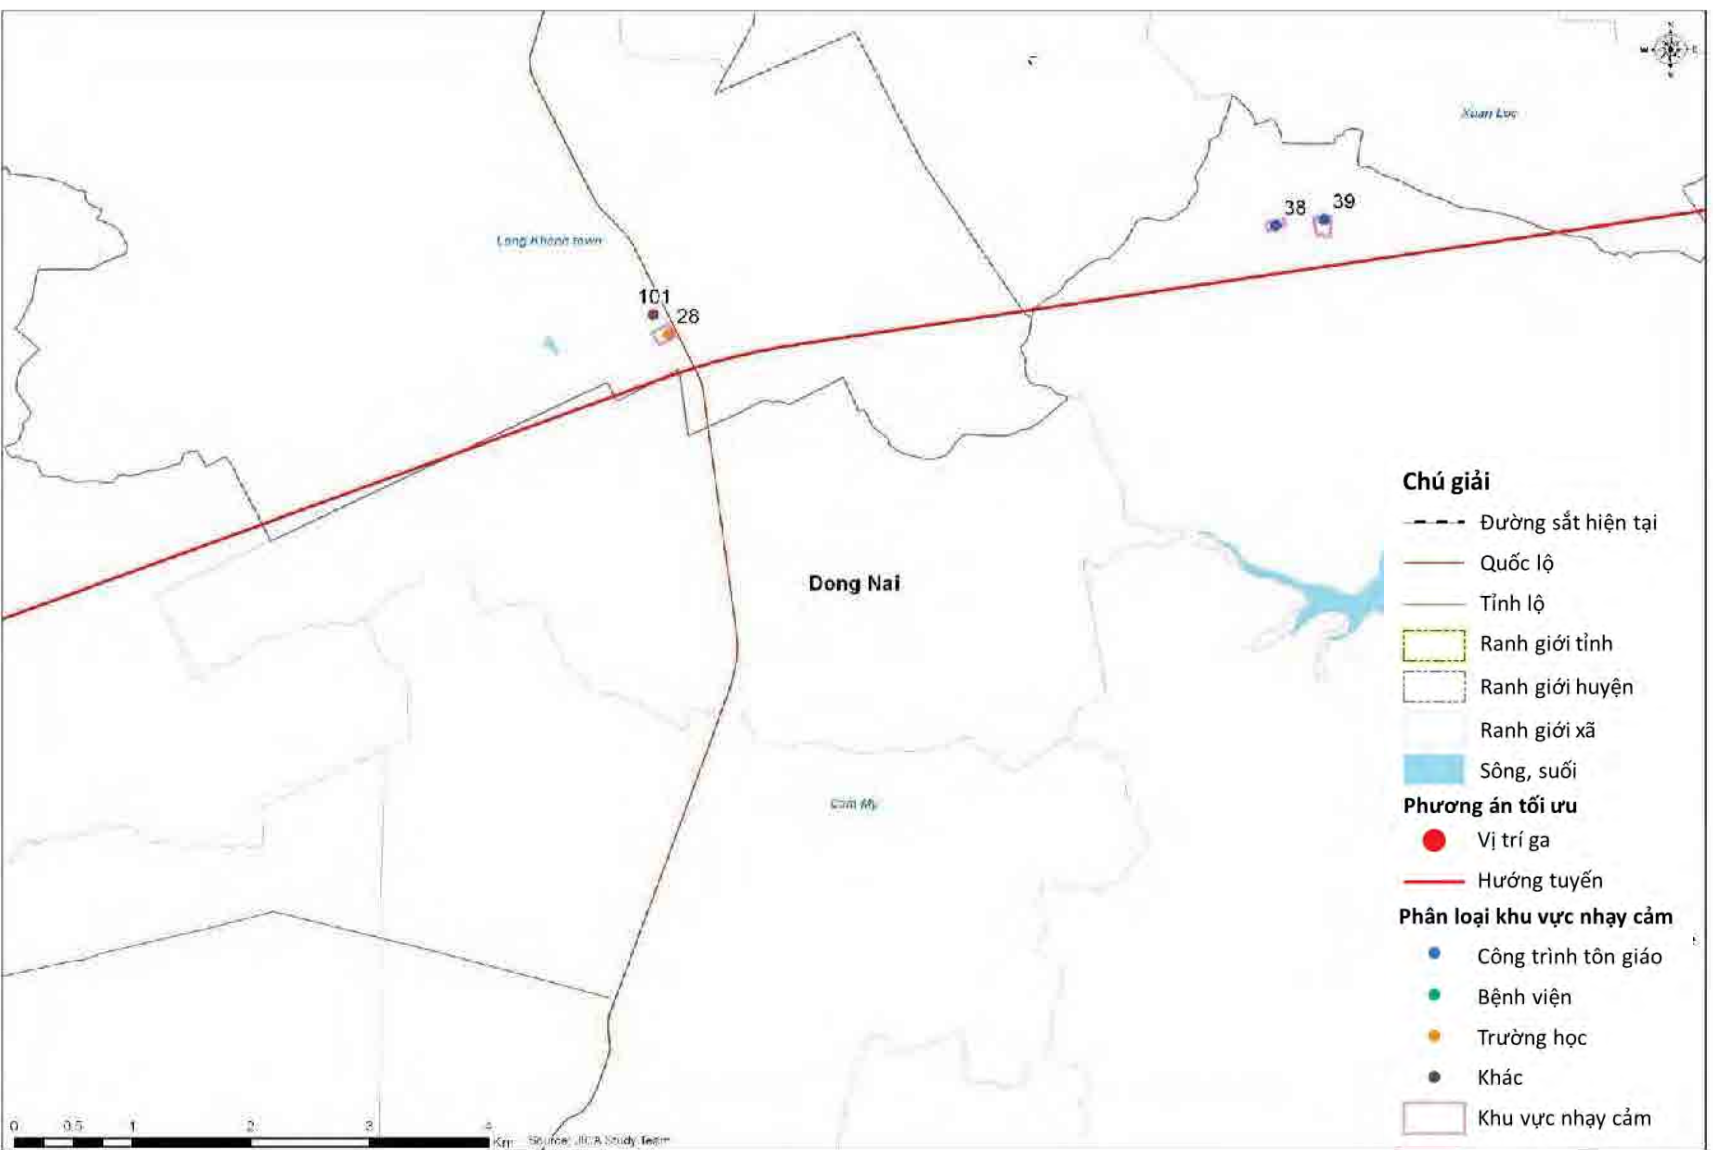 N
W
E
Xuan Loc
38
39
Long Khanh town
101
28
Dong Nai
Cam My
Chú giải
Đường sắt hiện tại
Quốc lộ
Tỉnh lộ
Ranh giới tỉnh
Ranh giới huyện
Ranh giới xã
Sông, suối
Phương án tối ưu
Vị trí ga
Hướng tuyến
Phân loại khu vực nhạy cảm
Công trình tôn giáo
Bệnh viện
Trường học
Khác
Khu vực nhạy cảm
0 0.5 1 2 3 4
Km Source: JICA Study Team